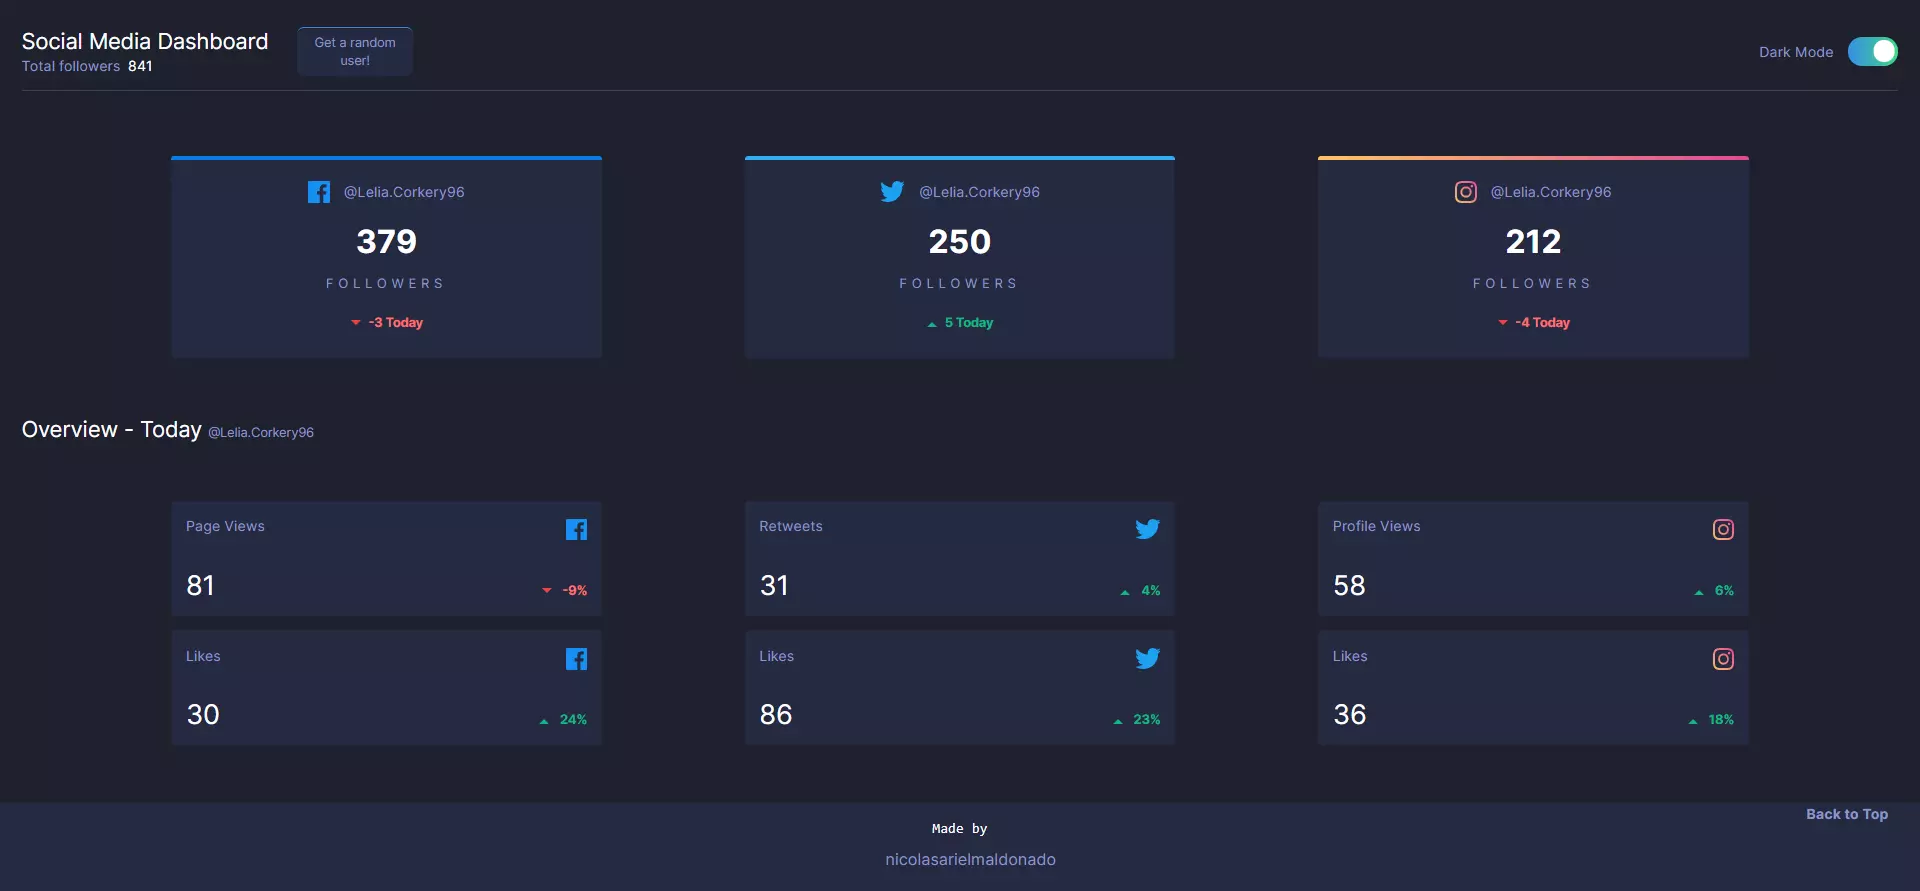 Social Media Dashboard
Total followers 841
Get a random
user!
Dark Mode
@Lelia.Corkery96
379
FOLLOWERS
-3 Today
@Lelia.Corkery96
250
FOLLOWERS
5 Today
@Lelia.Corkery96
212
FOLLOWERS
-4 Today
Overview - Today @Lelia.Corkery96
Page Views
81
-9%
Retweets
31
4%
Profile Views
58
6%
Likes
30
24%
Likes
86
23%
Likes
36
18%
Back to Top
Made by
nicolasarielmaldonado